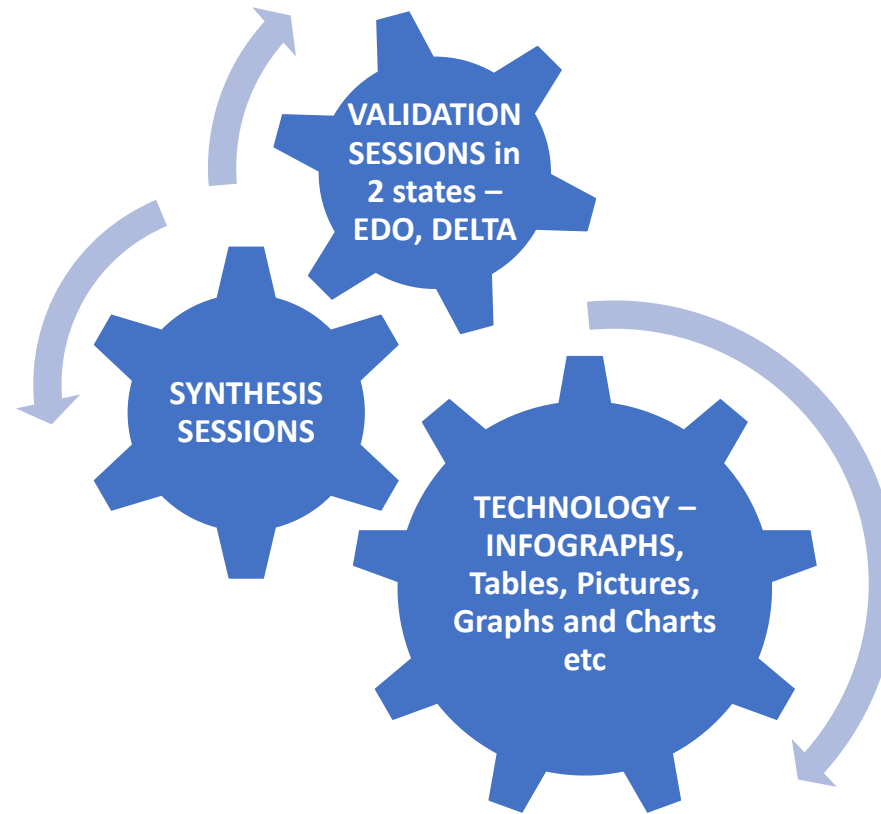 VALIDATION
SESSIONS in
2 states –
EDO, DELTA
SYNTHESIS
SESSIONS
TECHNOLOGY –
INFOGRAPHS,
Tables, Pictures,
Graphs and Charts
etc